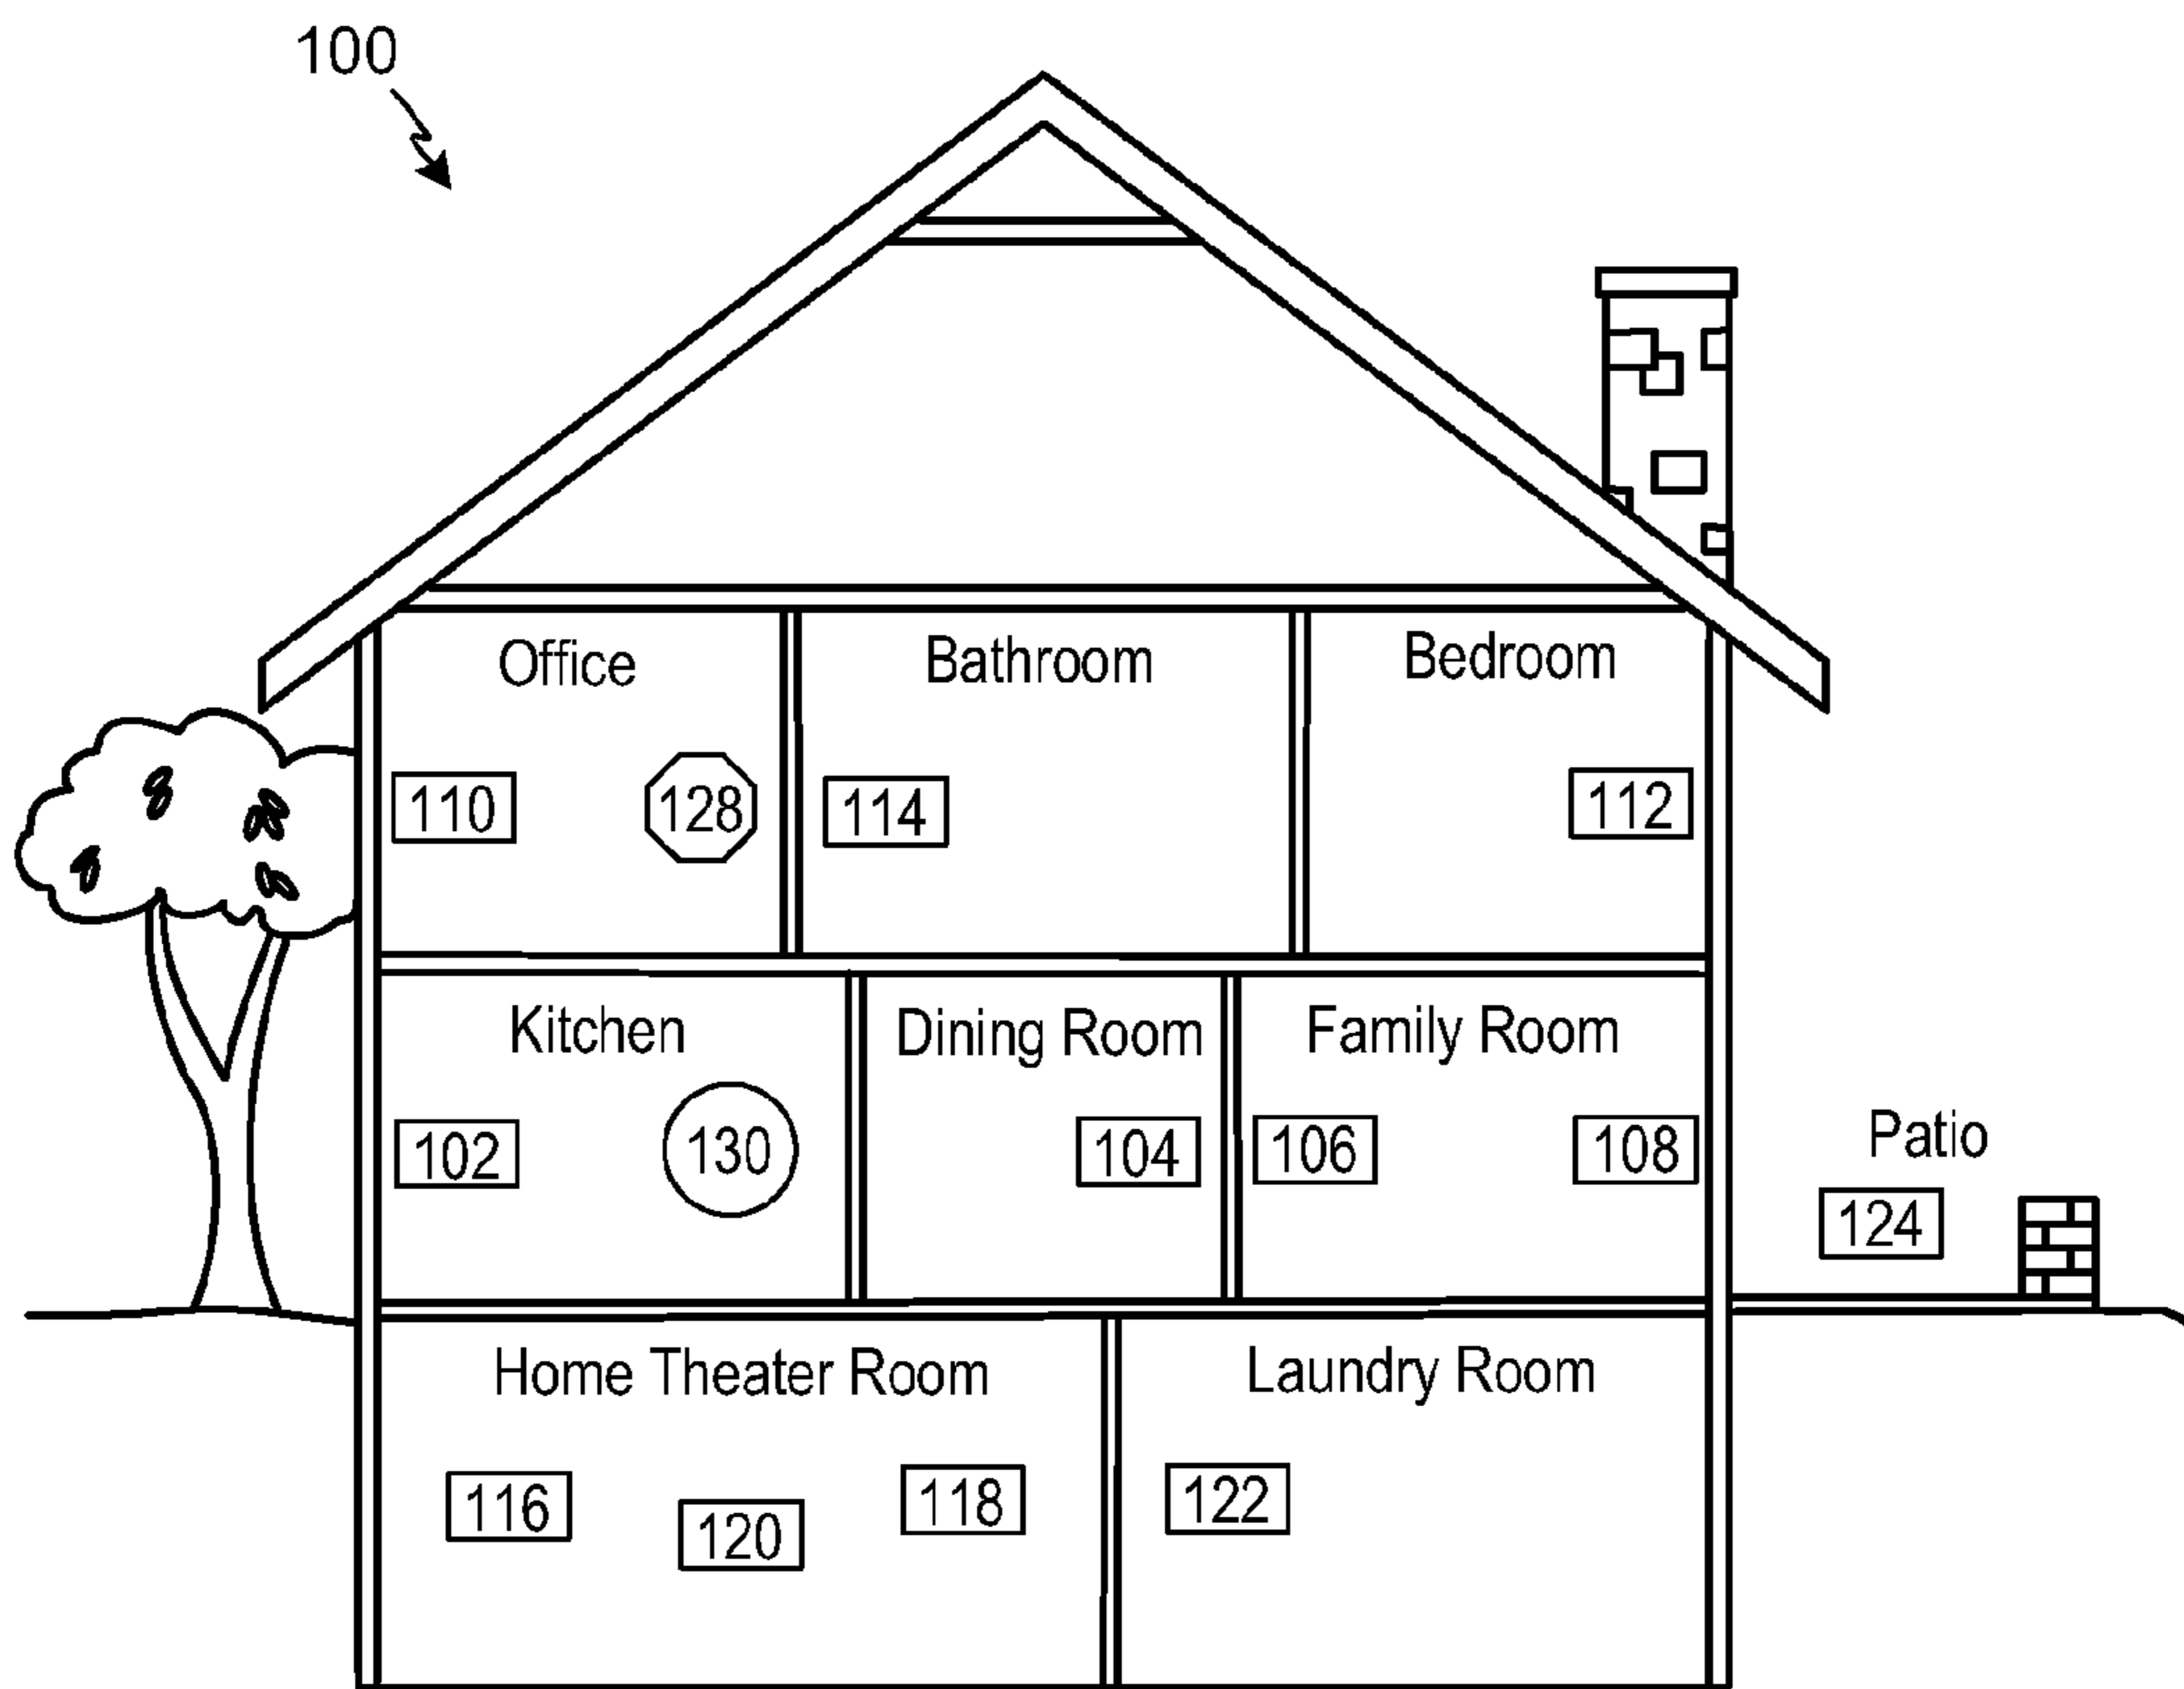 100
Office
Bathroom
Bedroom
110
128
114
112
Kitchen
Dining Room
Family Room
102
130
104
106
108
Patio
124
Home Theater Room
Laundry Room
116
120
118
122